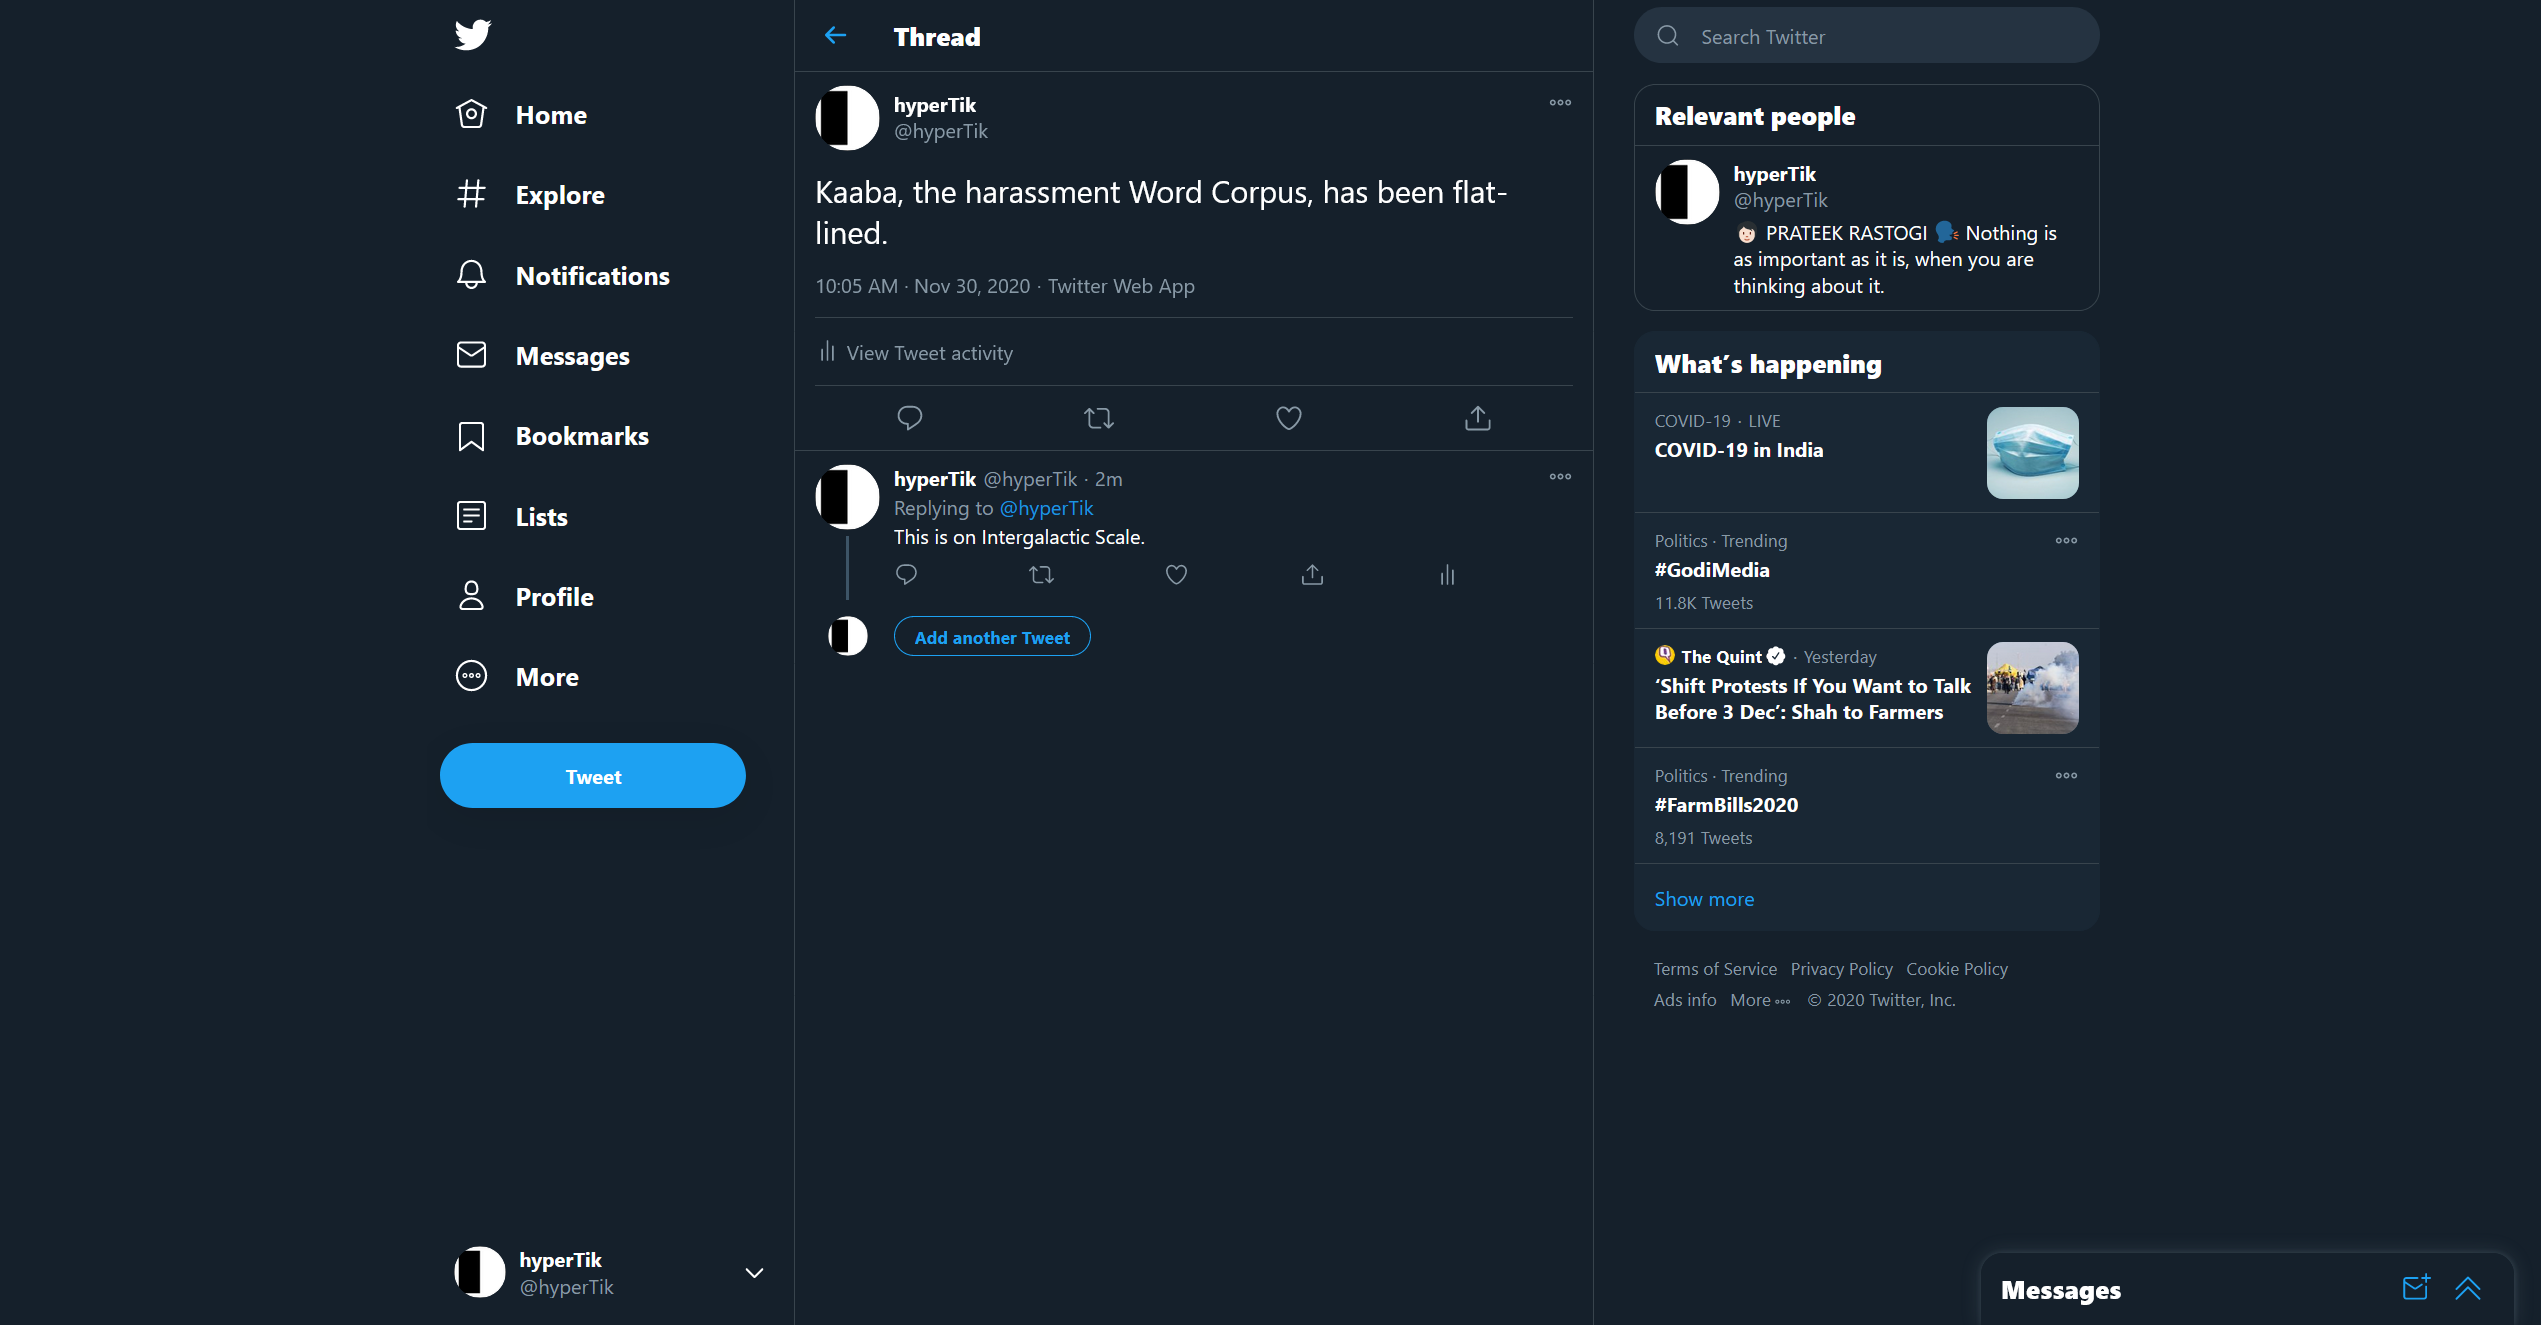 Home
Explore
Notifications
Messages
Bookmarks
Lists
Profile
More
Tweet
hyperTik
@hyperTik
Thread
hyperTik
@hyperTik
Kaaba, the harassment Word Corpus, has been flat-
lined.
10:05 AM · Nov 30, 2020 · Twitter Web App
View Tweet activity
hyperTik @hyperTik · 2m
Replying to @hyperTik
This is on Intergalactic Scale.
Add another Tweet
Search Twitter
Relevant people
hyperTik
@hyperTik
PRATEEK RASTOGI Nothing is
as important as it is, when you are
thinking about it.
What's happening
COVID-19 · LIVE
COVID-19 in India
Politics · Trending
#GodiMedia
11.8K Tweets
The Quint · Yesterday
‘Shift Protests If You Want to Talk
Before 3 Dec’: Shah to Farmers
Politics · Trending
#FarmBills2020
8,191 Tweets
Show more
Terms of Service Privacy Policy Cookie Policy
Ads info More © 2020 Twitter, Inc.
Messages